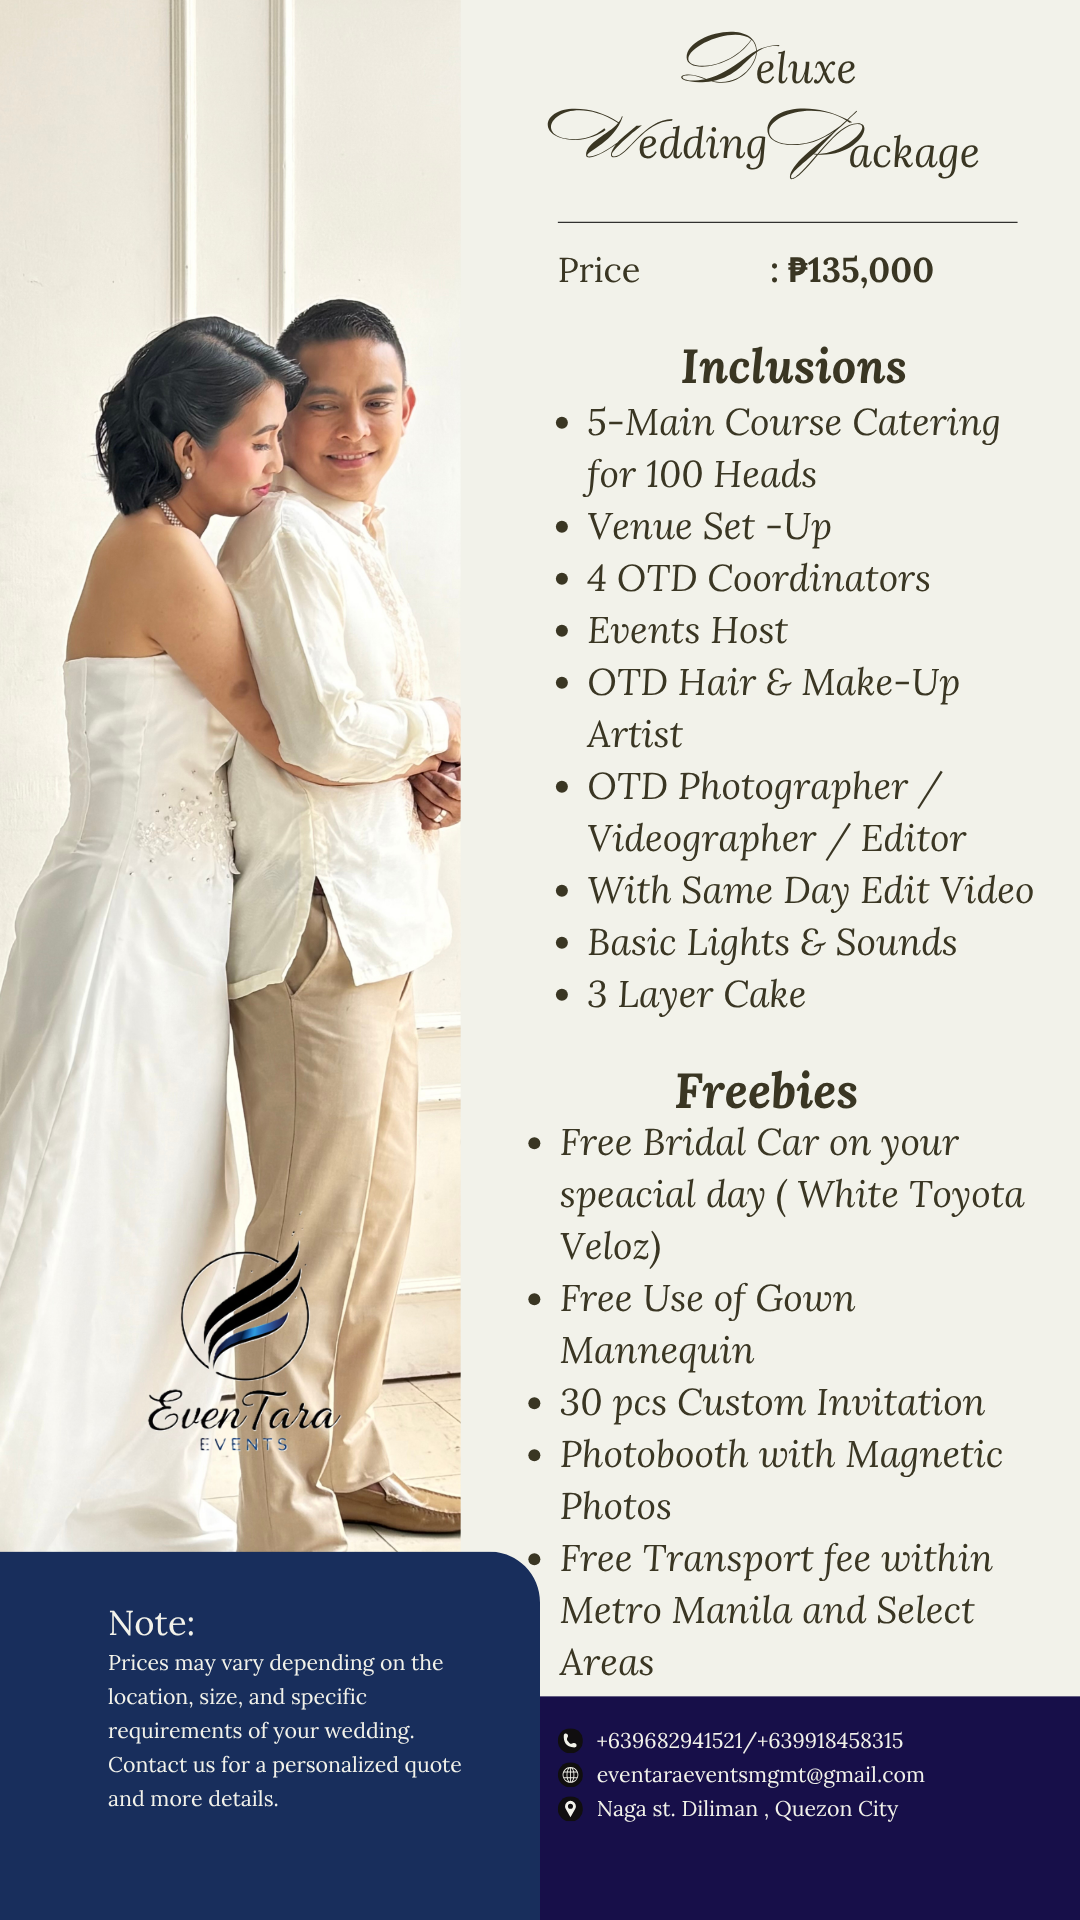 Deluxe
Wedding Package
Price : ₱135,000
Inclusions
• 5-Main Course Catering
for 100 Heads
• Venue Set -Up
• 4 OTD Coordinators
• Events Host
• OTD Hair & Make-Up
Artist
• OTD Photographer /
Videographer / Editor
• With Same Day Edit Video
• Basic Lights & Sounds
• 3 Layer Cake
Freebies
• Free Bridal Car on your
speacial day ( White Toyota
Veloz)
• Free Use of Gown
Mannequin
• 30 pcs Custom Invitation
• Photobooth with Magnetic
Photos
• Free Transport fee within
Metro Manila and Select
Areas
EvenTara
EVENTS
Note:
Prices may vary depending on the
location, size, and specific
requirements of your wedding.
Contact us for a personalized quote
and more details.
+639682941521/+639918458315
eventaraeventsmgmt@gmail.com
Naga st. Diliman , Quezon City